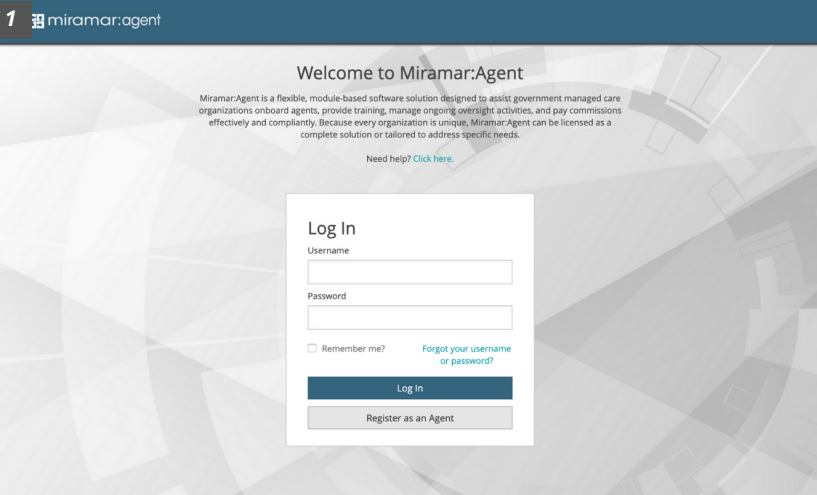 1 miramar:agent
Welcome to Miramar:Agent
Miramar:Agent is a flexible, module-based software solution designed to assist government managed care
organizations onboard agents, provide training, manage ongoing oversight activities, and pay commissions
effectively and compliantly. Because every organization is unique, Miramar:Agent can be licensed as a
complete solution or tailored to address specific needs.
Need help? Click here.
Log In
Username
Password
Remember me? Forgot your username
or password?
Log In
Register as an Agent